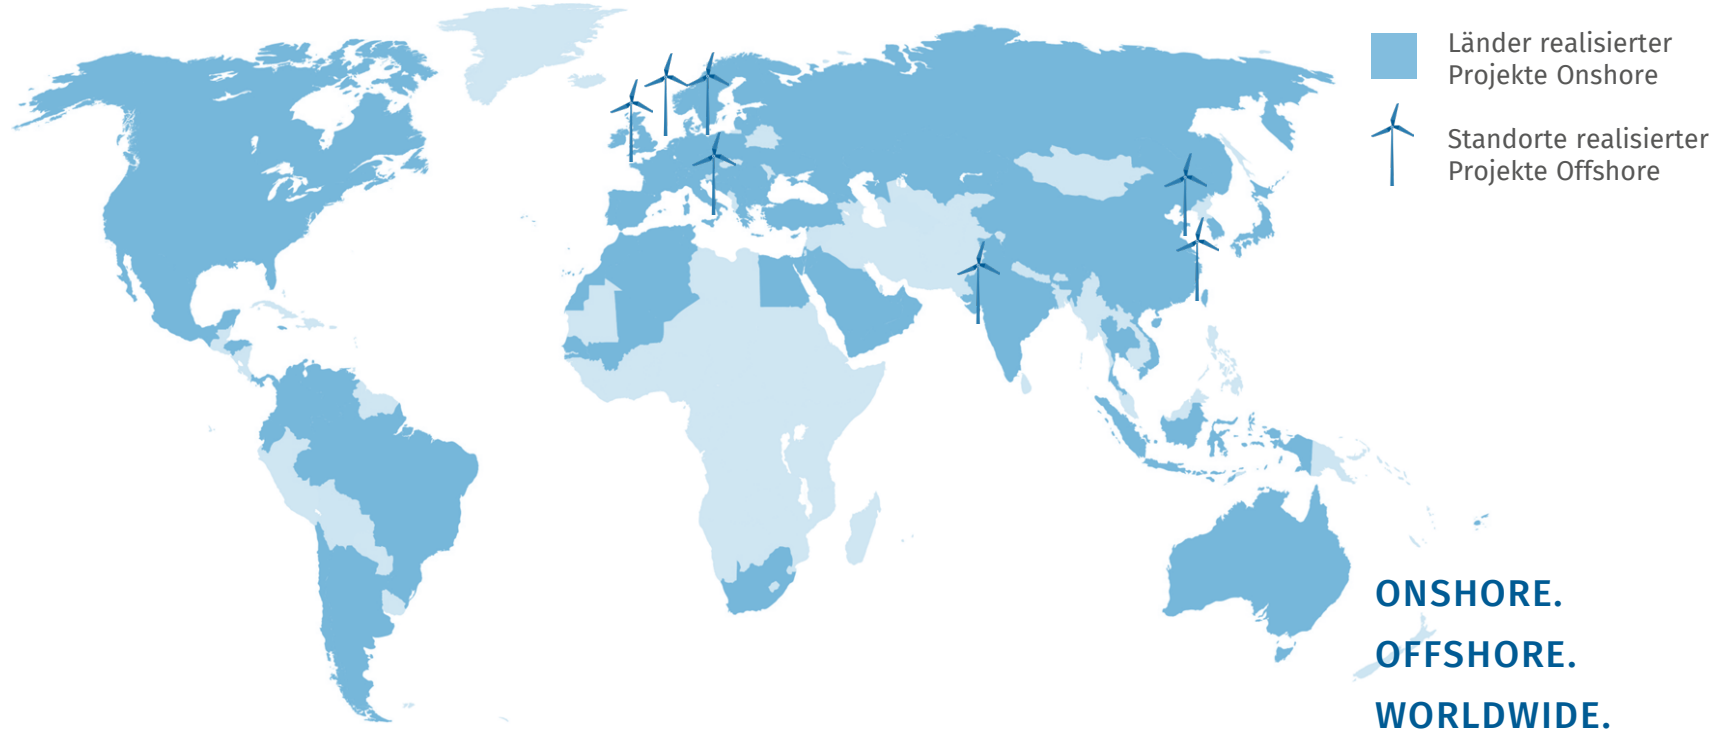 Länder realisierter
Projekte Onshore
Standorte realisierter
Projekte Offshore
ONSHORE.
OFFSHORE.
WORLDWIDE.